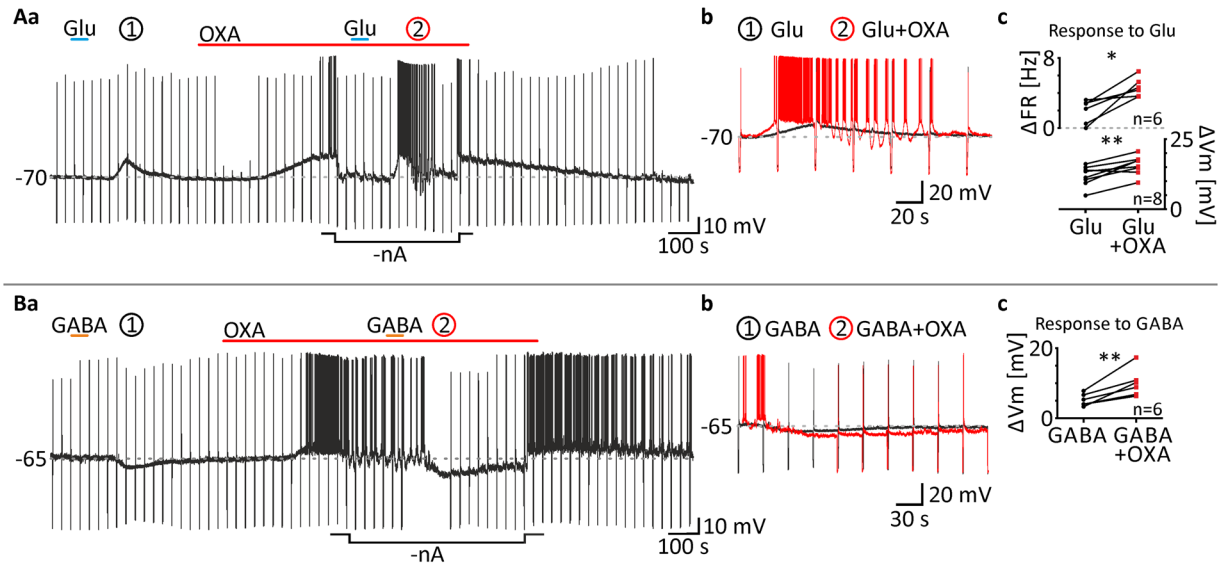 Aa
Glu 1
OXA Glu 2
-70
-nA
10 mV
100 s
b
1 Glu 2 Glu+OXA
-70
20 mV
20 s
c
Response to Glu
*
ΔFR [Hz]
8
0
n=6
**
25
0
ΔVm [mV]
n=8
Glu Glu
+OXA
Ba
GABA 1
OXA GABA 2
-65
-nA
10 mV
100 s
b
1 GABA 2 GABA+OXA
-65
20 mV
30 s
c
Response to GABA
ΔVm [mV]
20
0
**
n=6
GABA GABA
+OXA